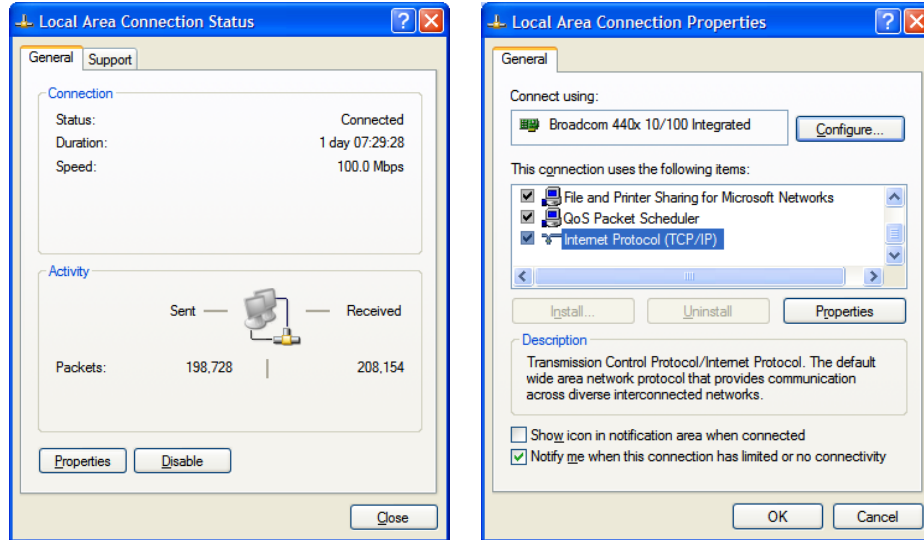 Local Area Connection Status
General Support
Connection
Status: Connected
Duration: 1 day 07:29:28
Speed: 100.0 Mbps
Activity
Sent Received
Packets: 198,728 208,154
Properties Disable
Close
Local Area Connection Properties
General
Connect using:
Broadcom 440x 10/100 Integrated
Configure...
This connection uses the following items:
File and Printer Sharing for Microsoft Networks
QoS Packet Scheduler
Internet Protocol (TCP/IP)
Install... Uninstall Properties
Description
Transmission Control Protocol/Internet Protocol. The default
wide area network protocol that provides communication
across diverse interconnected networks.
Show icon in notification area when connected
Notify me when this connection has limited or no connectivity
OK Cancel